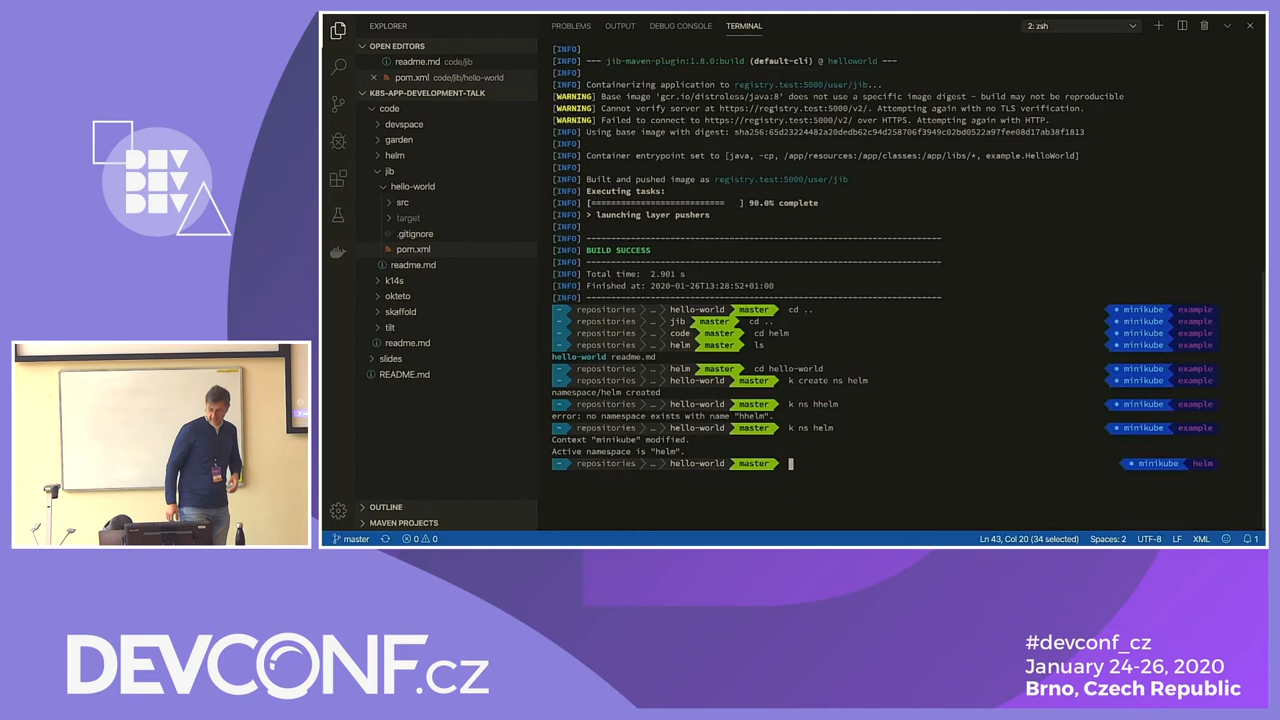 DEV
DEV
DEV
EXPLORER
OPEN EDITORS
readme.md code/jib
pom.xml code/jib/hello-world
K8S-APP-DEVELOPMENT-TALK
code
devspace
garden
helm
jib
hello-world
src
target
.gitignore
pom.xml
readme.md
k14s
okteto
skaffold
tilt
readme.md
slides
README.md
OUTLINE
MAVEN PROJECTS
PROBLEMS OUTPUT DEBUG CONSOLE TERMINAL 2: zsh
[INFO]
[INFO] --- jib-maven-plugin:1.8.0:build (default-cli) @ helloworld ---
[INFO]
[INFO] Containerizing application to registry.test:5000/user/jib...
[WARNING] Base image 'gcr.io/distroless/java:8' does not use a specific image digest - build may not be reproducible
[WARNING] Cannot verify server at https://registry.test:5000/v2/. Attempting again with no TLS verification.
[WARNING] Failed to connect to https://registry.test:5000/v2/ over HTTPS. Attempting again with HTTP.
[INFO] Using base image with digest: sha256:65d23224482a20dedb62c94d258706f3949c02bd0522a97fee08d17ab38f1813
[INFO]
[INFO] Container entrypoint set to [java, -cp, /app/resources:/app/classes:/app/libs/*, example.HelloWorld]
[INFO]
[INFO] Built and pushed image as registry.test:5000/user/jib
[INFO] Executing tasks:
[INFO] [=========================== ] 90.0% complete
[INFO] > launching layer pushers
[INFO]
[INFO] ------------------------------------------------------------------------
[INFO] BUILD SUCCESS
[INFO] ------------------------------------------------------------------------
[INFO] Total time: 2.901 s
[INFO] Finished at: 2020-01-26T13:28:52+01:00
[INFO] ------------------------------------------------------------------------
~ repositories … hello-world master cd .. minikube example
~ repositories … jib master cd .. minikube example
~ repositories … code master cd helm minikube example
~ repositories … helm master ls minikube example
hello-world readme.md
~ repositories … helm master cd hello-world minikube example
~ repositories … hello-world master k create ns helm minikube example
namespace/helm created
~ repositories … hello-world master k ns hhelm minikube example
error: no namespace exists with name "hhelm".
~ repositories … hello-world master k ns helm minikube example
Context "minikube" modified.
Active namespace is "helm".
~ repositories … hello-world master minikube helm
master 0 0 Ln 43, Col 20 (34 selected) Spaces: 2 UTF-8 LF XML 1
DEVCONF.cz
#devconf_cz
January 24-26, 2020
Brno, Czech Republic